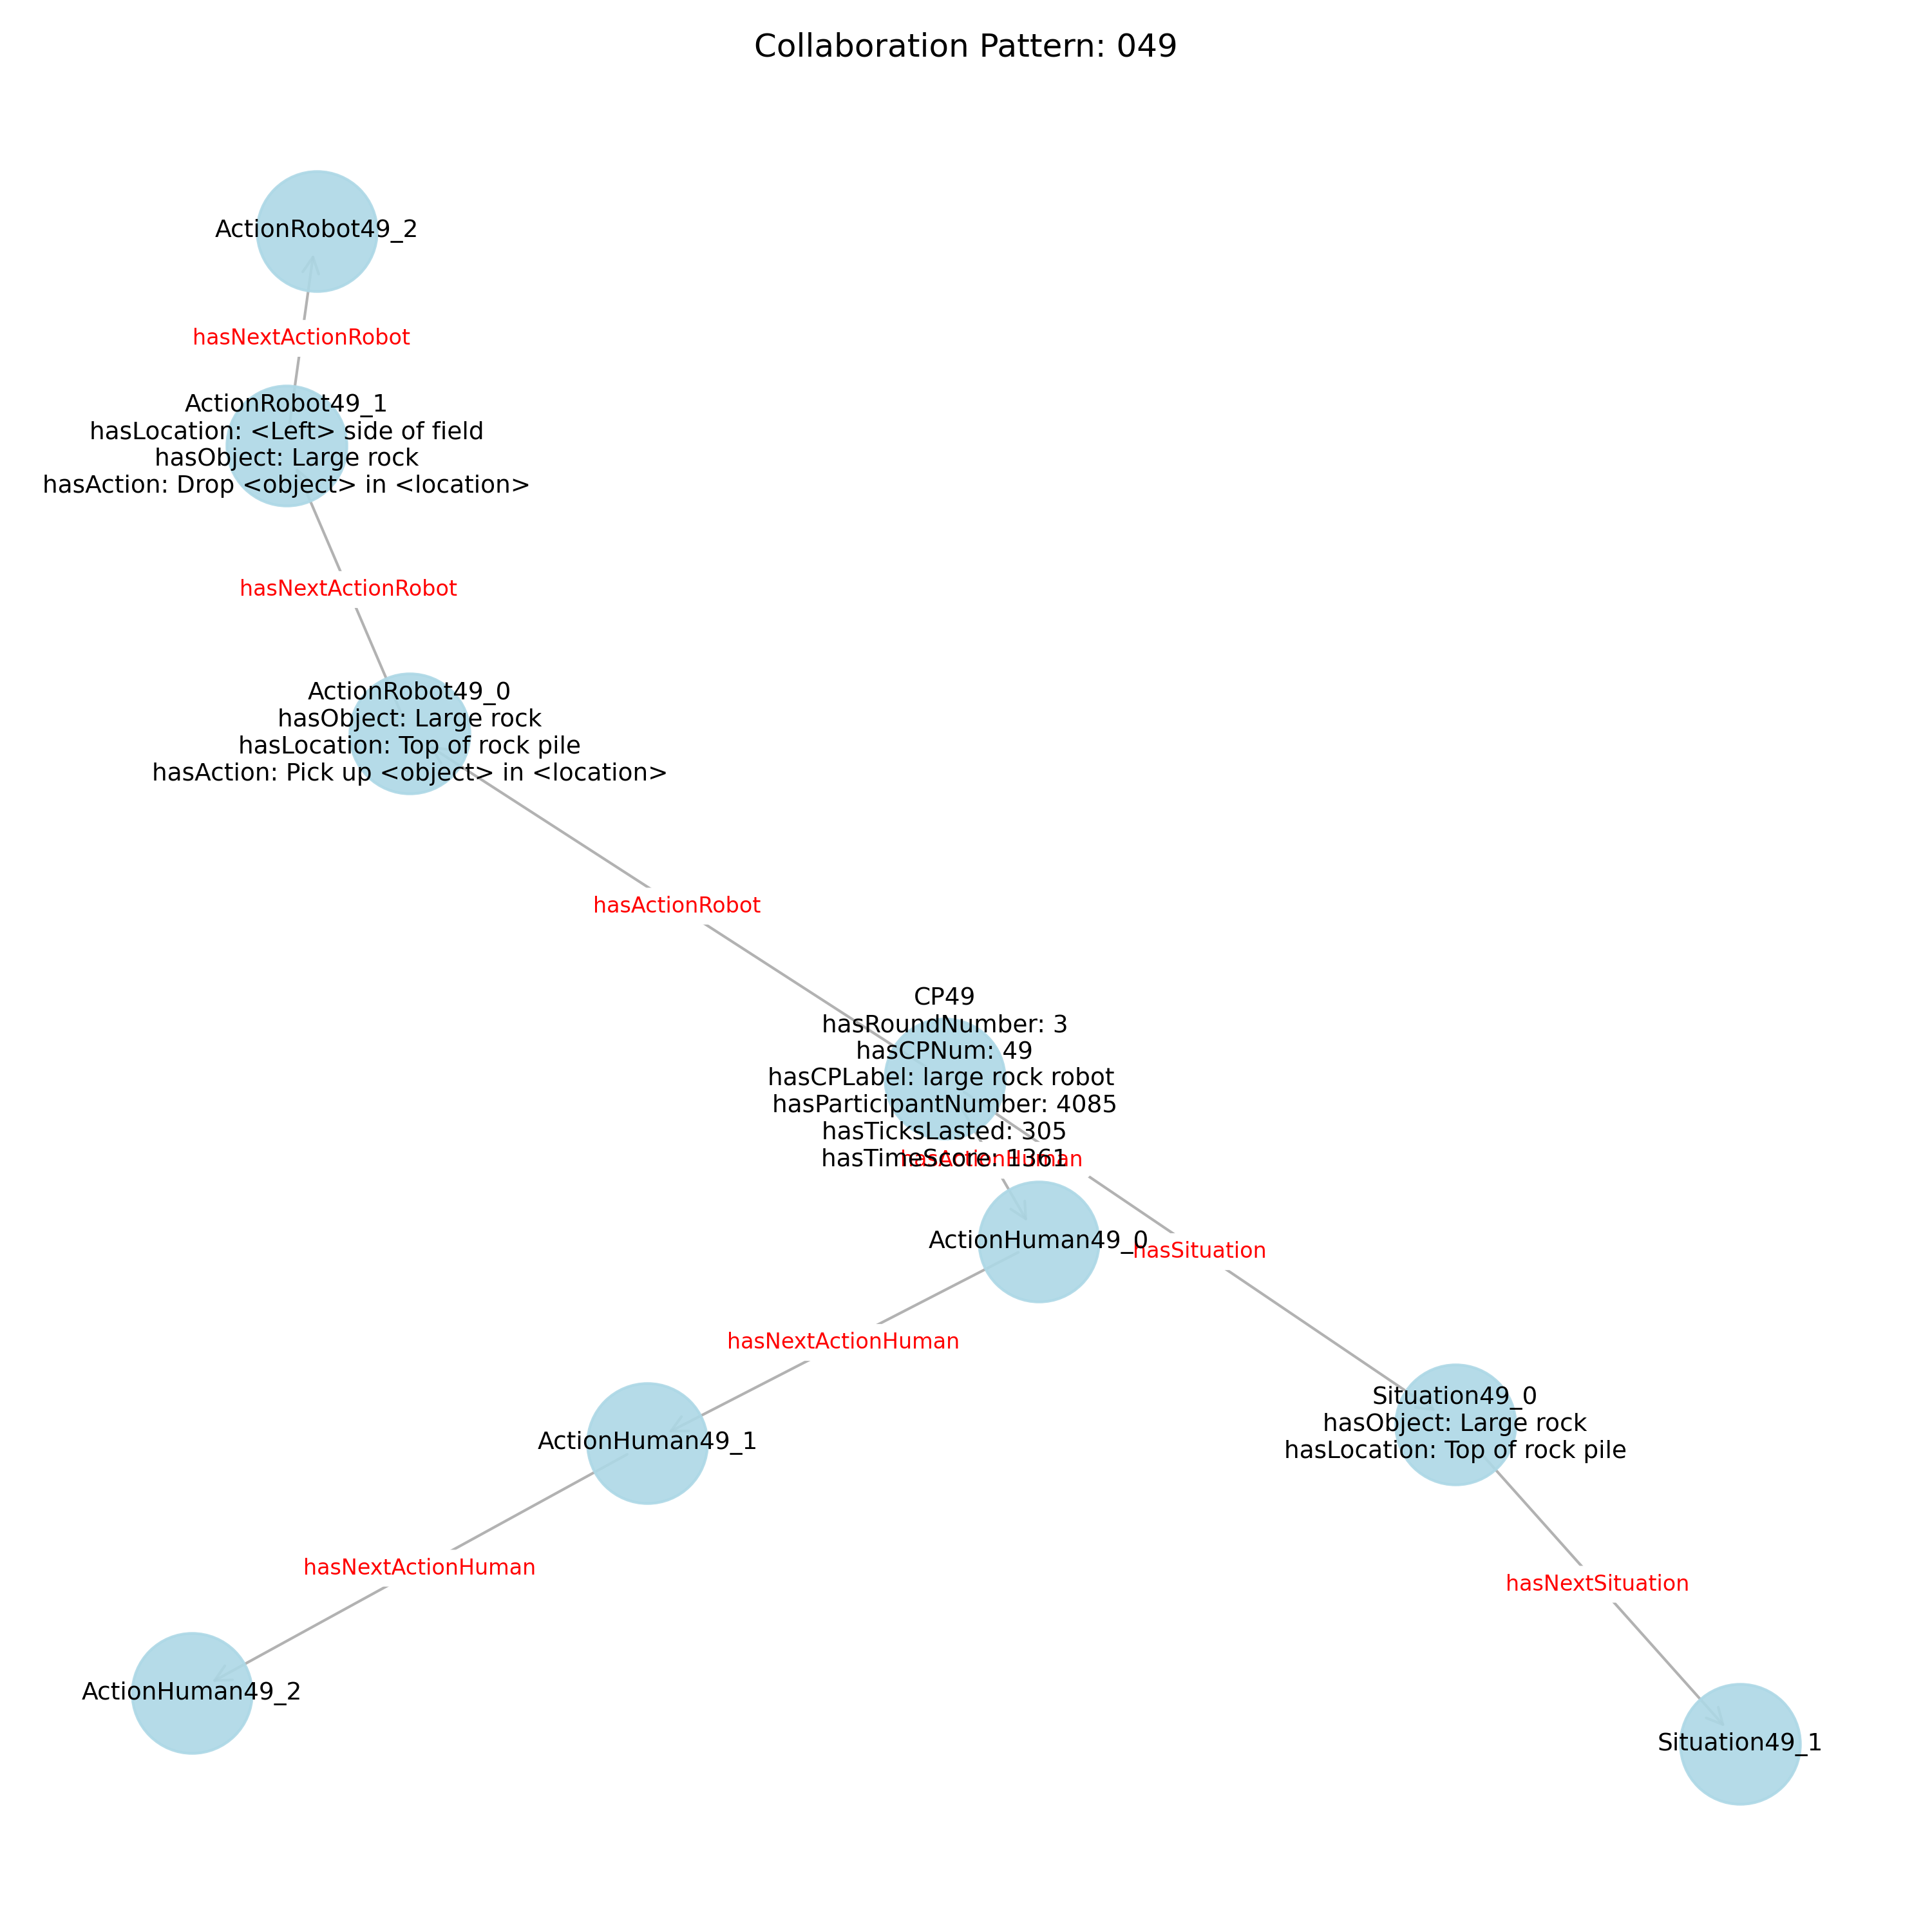 Collaboration Pattern: 049
ActionRobot49_2
hasNextActionRobot
ActionRobot49_1
hasLocation: <Left> side of field
hasObject: Large rock
hasAction: Drop <object> in <location>
hasNextActionRobot
ActionRobot49_0
hasObject: Large rock
hasLocation: Top of rock pile
hasAction: Pick up <object> in <location>
hasActionRobot
CP49
hasRoundNumber: 3
hasCPNum: 49
hasCPLabel: large rock robot
hasParticipantNumber: 4085
hasTicksLasted: 305
hasTimeScore: 1361
hasActionHuman
ActionHuman49_0
hasSituation
hasNextActionHuman
Situation49_0
hasObject: Large rock
hasLocation: Top of rock pile
ActionHuman49_1
hasNextActionHuman
hasNextSituation
ActionHuman49_2
Situation49_1